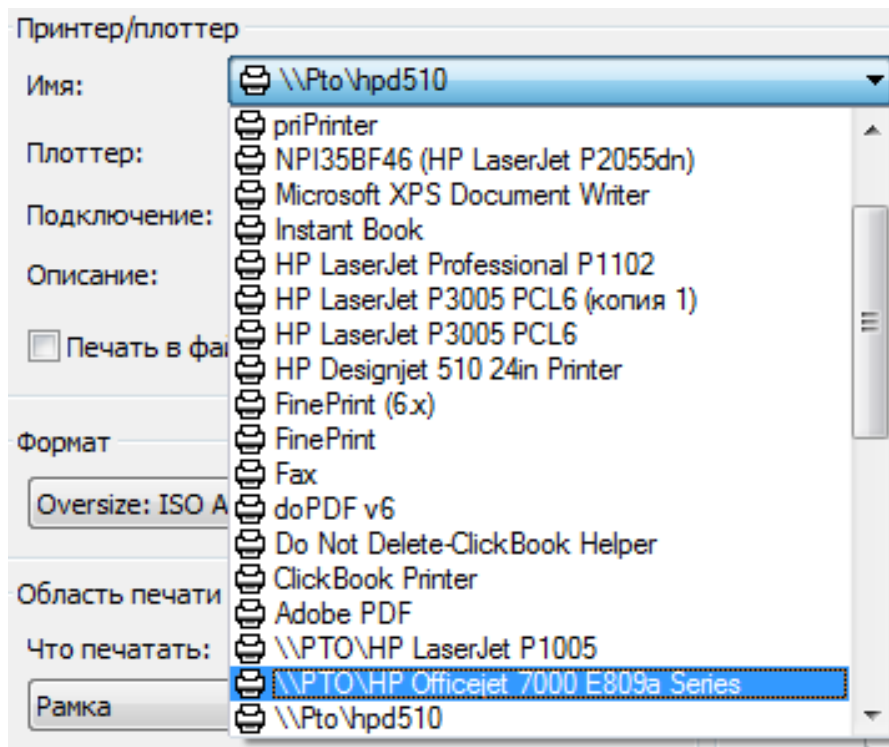 Принтер/плоттер
Имя: \\Pto\hpd510
priPrinter
Плоттер: NPI35BF46 (HP LaserJet P2055dn)
Microsoft XPS Document Writer
Подключение: Instant Book
Описание: HP LaserJet Professional P1102
HP LaserJet P3005 PCL6 (копия 1)
Печать в фай HP LaserJet P3005 PCL6
HP Designjet 510 24in Printer
FinePrint (6.x)
Формат FinePrint
Fax
Oversize: ISO A doPDF v6
Do Not Delete-ClickBook Helper
ClickBook Printer
Область печати Adobe PDF
Что печатать: \\PTO\HP LaserJet P1005
\\PTO\HP Officejet 7000 E809a Series
Рамка \\Pto\hpd510